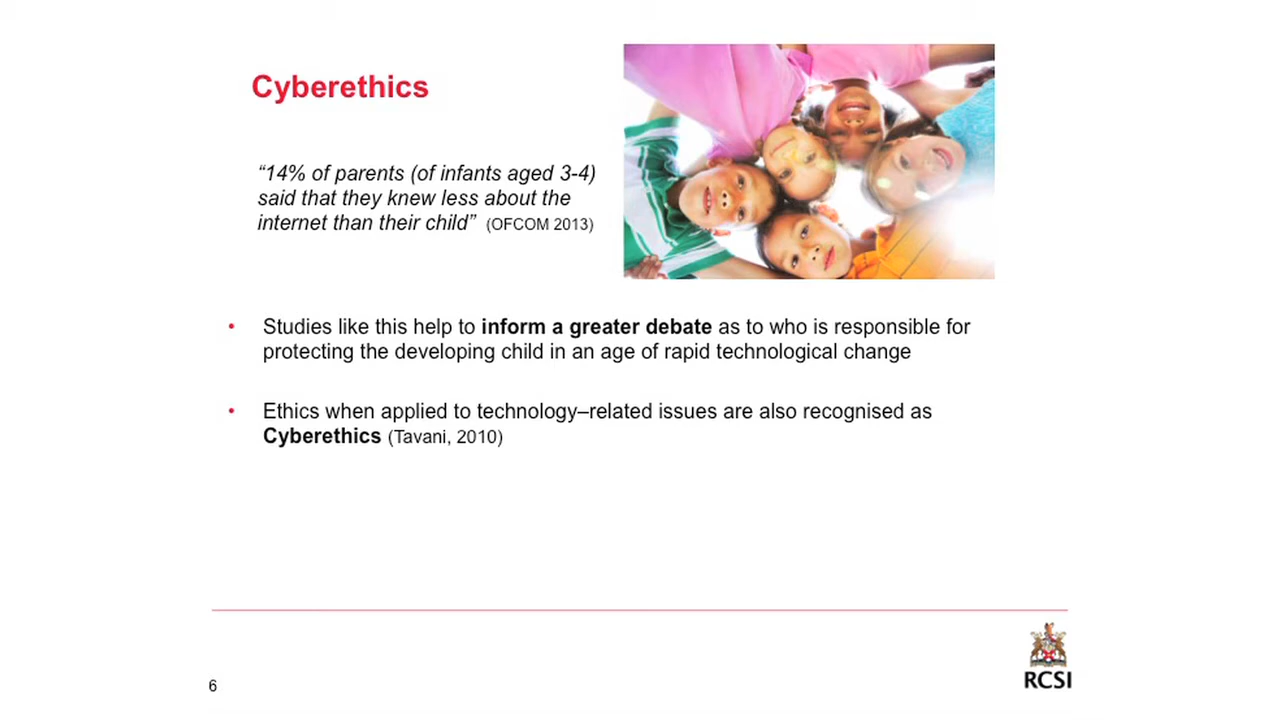 Cyberethics
“14% of parents (of infants aged 3-4)
said that they knew less about the
internet than their child” (OFCOM 2013)
• Studies like this help to inform a greater debate as to who is responsible for
protecting the developing child in an age of rapid technological change
• Ethics when applied to technology–related issues are also recognised as
Cyberethics (Tavani, 2010)
RCSI
6